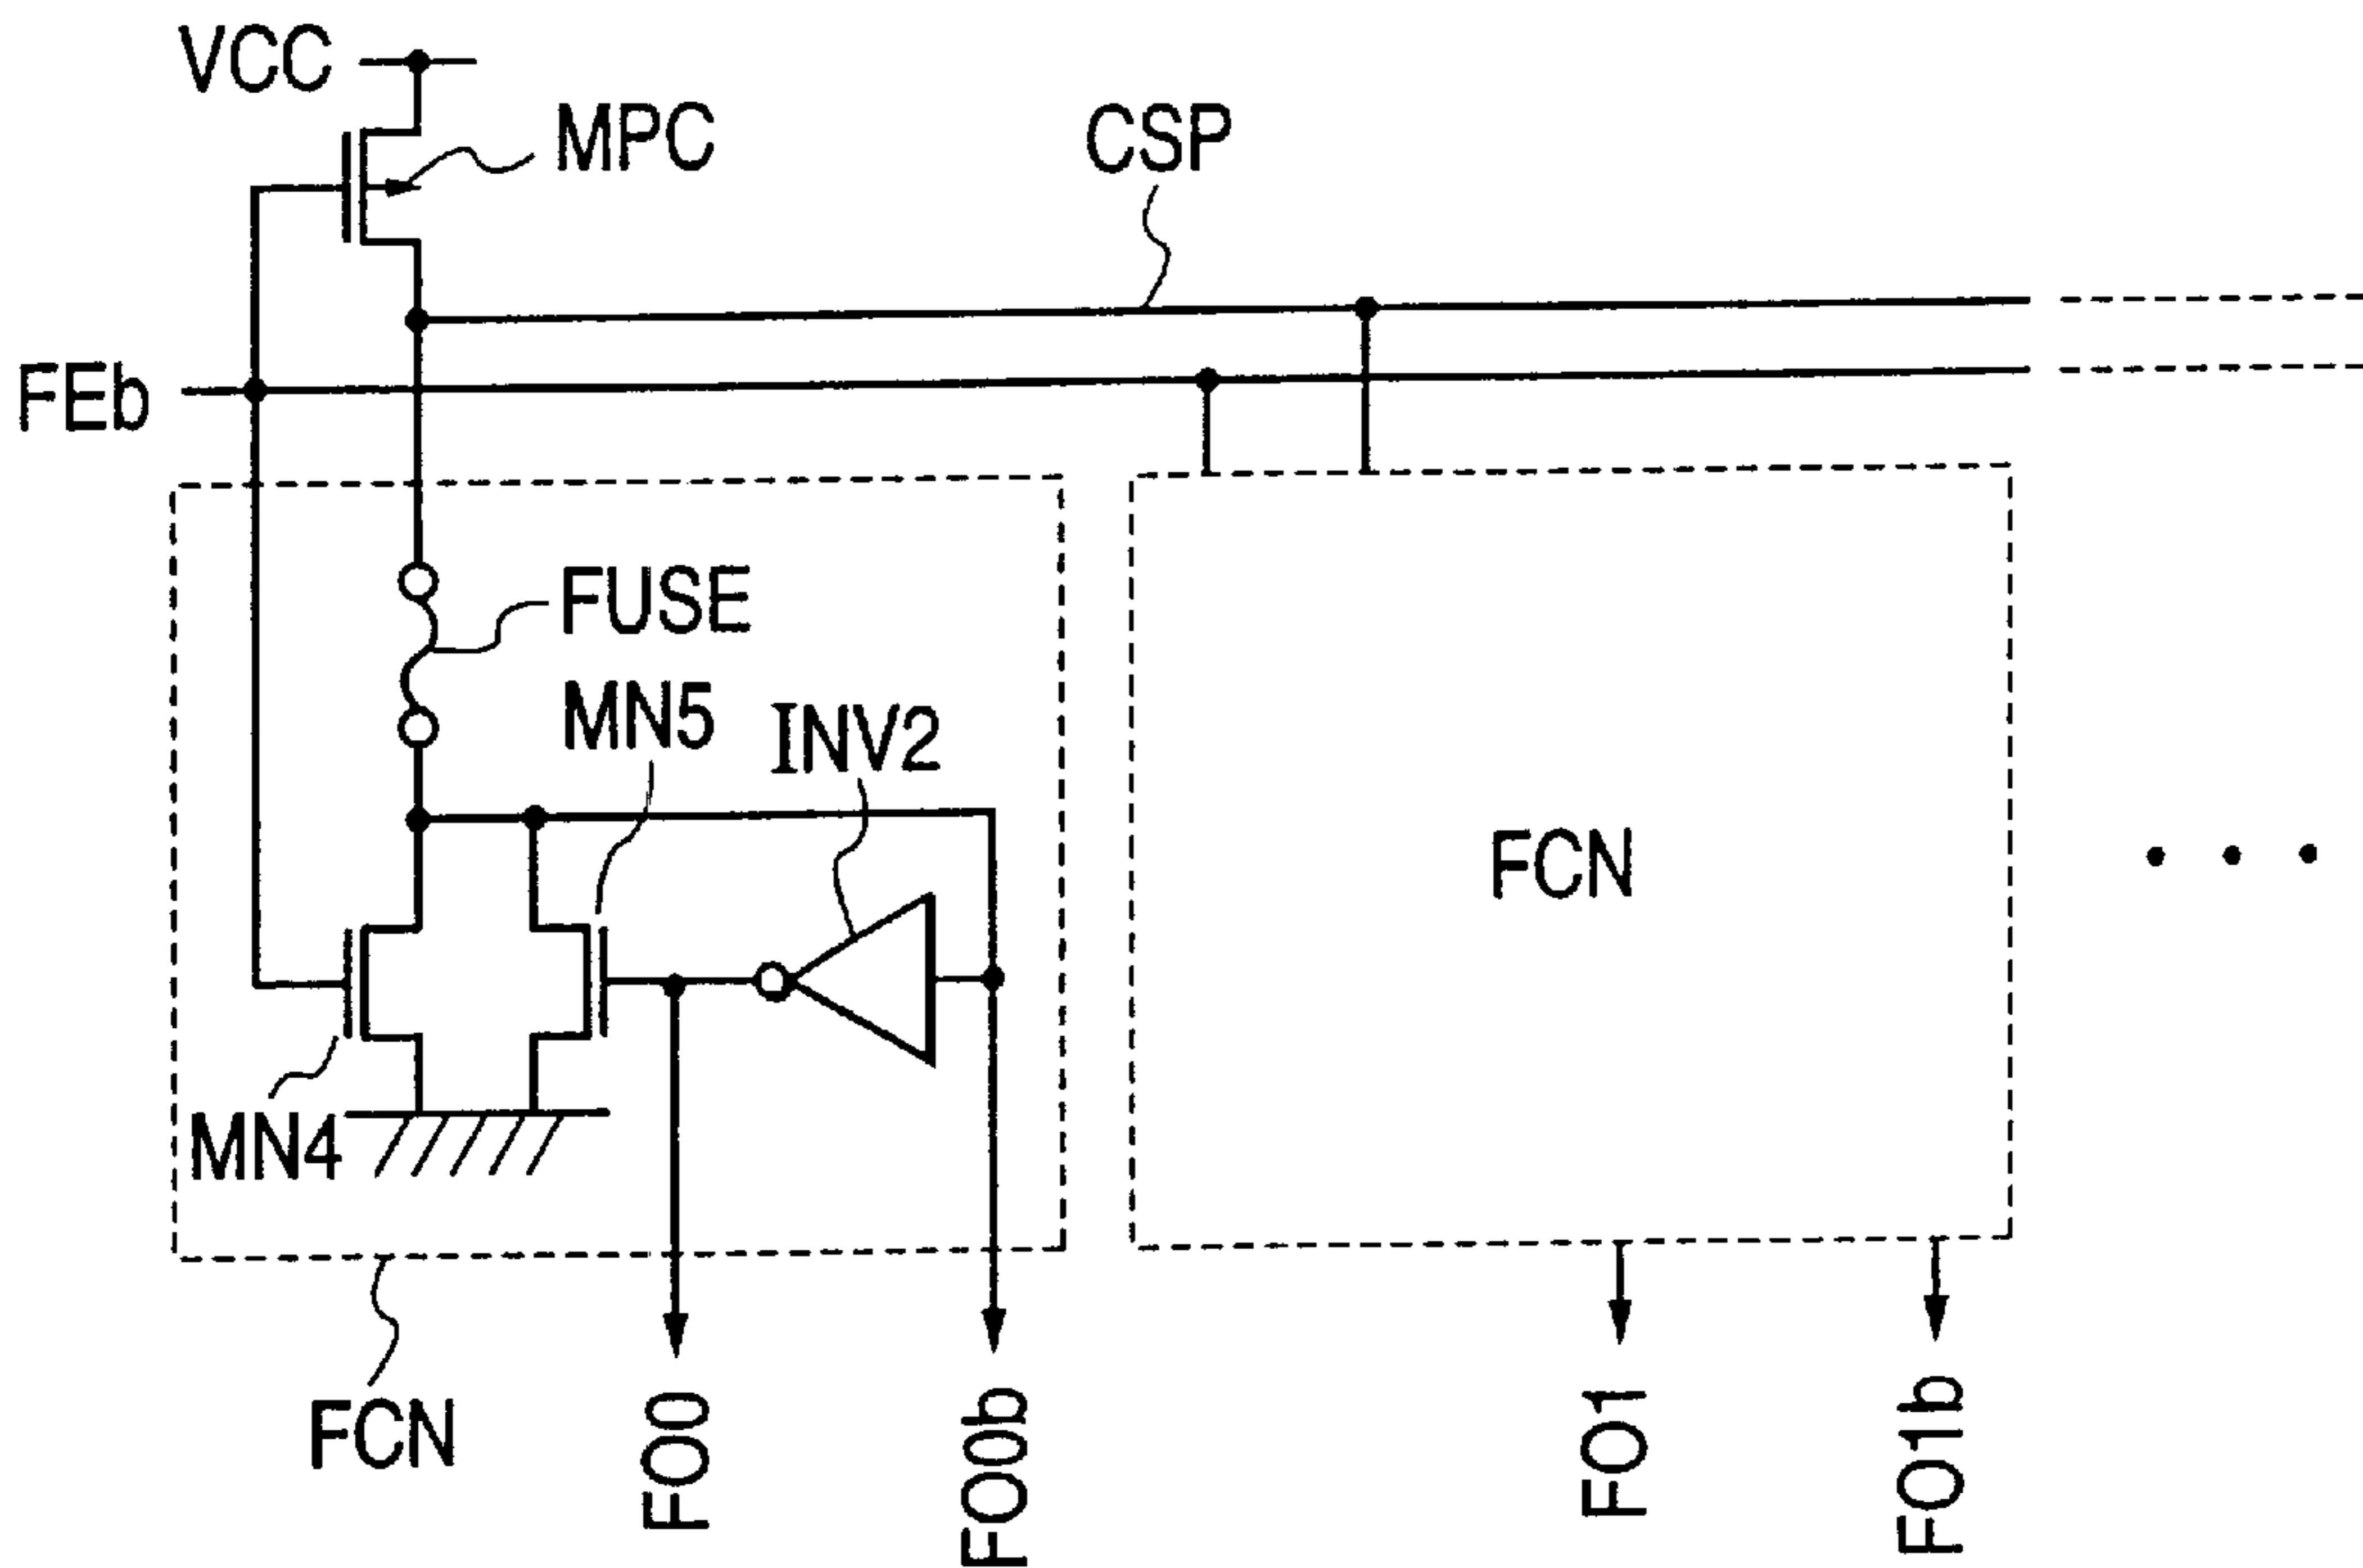 VCC
MPC
CSP
FEb
FUSE
MN5
INV2
FCN
MN4
FCN
FO0
FO0b
FO1
FO1b